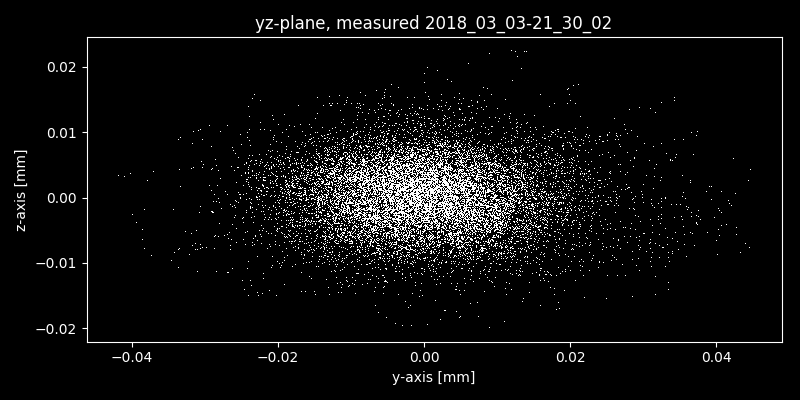 yz-plane, measured 2018_03_03-21_30_02
0.02
0.01
0.00
−0.01
−0.02
z-axis [mm]
−0.04 −0.02 0.00 0.02 0.04
y-axis [mm]